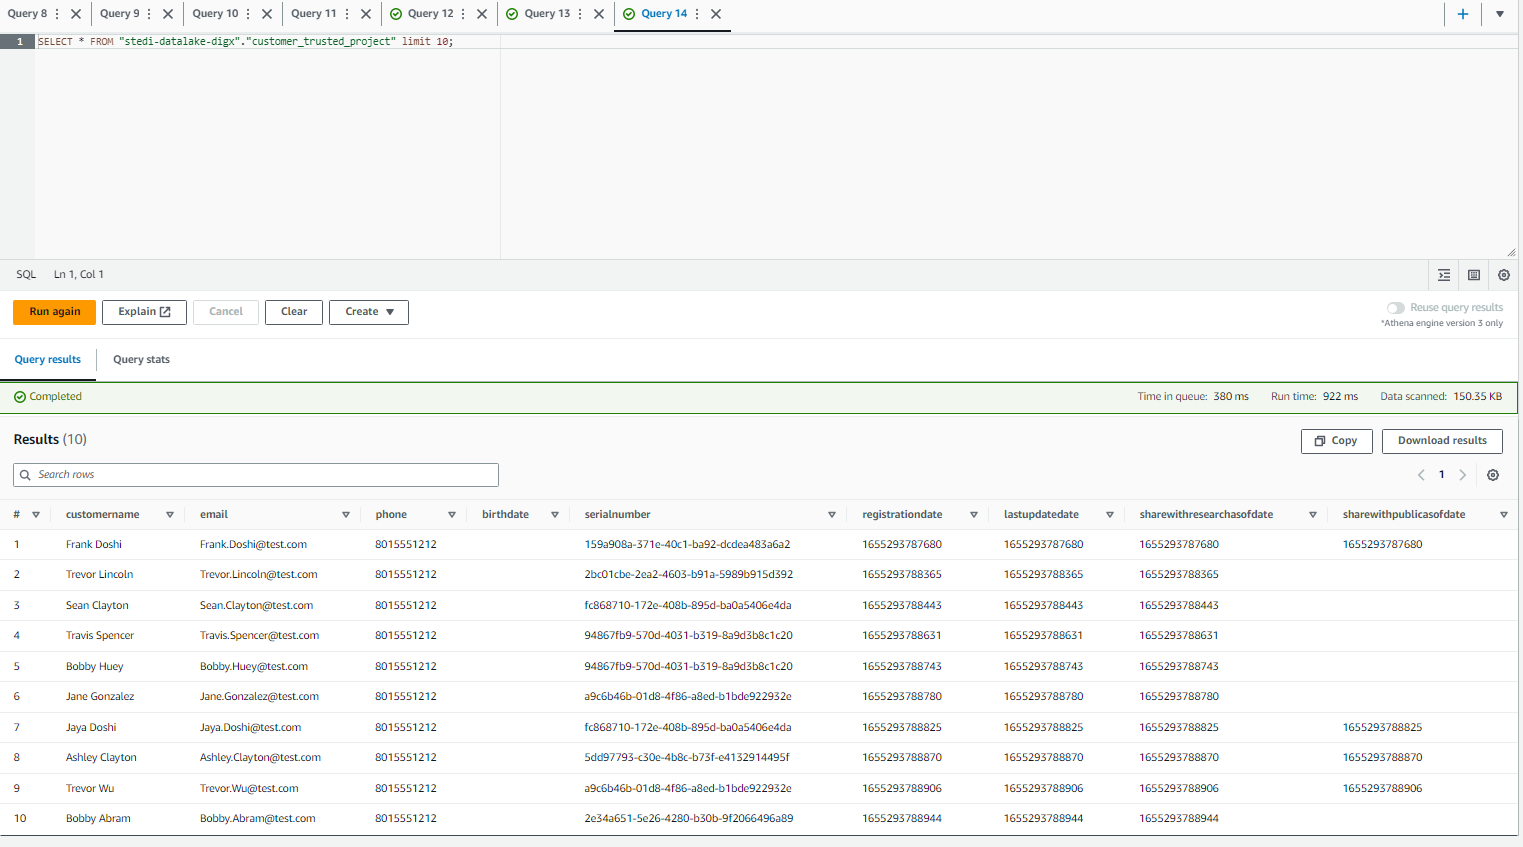 Query 8 Query 9 Query 10 Query 11 Query 12 Query 13 Query 14
1 SELECT * FROM "stedi-datalake-digx"."customer_trusted_project" limit 10;
SQL Ln 1, Col 1
Run again Explain Cancel Clear Create Reuse query results
*Athena engine version 3 only
Query results Query stats
Completed Time in queue: 380 ms Run time: 922 ms Data scanned: 150.35 KB
Results (10) Copy Download results
Search rows 1
# customername email phone birthdate serialnumber registrationdate lastupdatedate sharewithresearchasofdate sharewithpublicasofdate
1 Frank Doshi Frank.Doshi@test.com 8015551212 159a908a-371e-40c1-ba92-dcdea483a6a2 1655293787680 1655293787680 1655293787680 1655293787680
2 Trevor Lincoln Trevor.Lincoln@test.com 8015551212 2bc01cbe-2ea2-4603-b91a-5989b915d392 1655293788365 1655293788365 1655293788365
3 Sean Clayton Sean.Clayton@test.com 8015551212 fc868710-172e-408b-895d-ba0a5406e4da 1655293788443 1655293788443 1655293788443
4 Travis Spencer Travis.Spencer@test.com 8015551212 94867fb9-570d-4031-b319-8a9d3b8c1c20 1655293788631 1655293788631 1655293788631
5 Bobby Huey Bobby.Huey@test.com 8015551212 94867fb9-570d-4031-b319-8a9d3b8c1c20 1655293788743 1655293788743 1655293788743
6 Jane Gonzalez Jane.Gonzalez@test.com 8015551212 a9c6b46b-01d8-4f86-a8ed-b1bde922932e 1655293788780 1655293788780 1655293788780
7 Jaya Doshi Jaya.Doshi@test.com 8015551212 fc868710-172e-408b-895d-ba0a5406e4da 1655293788825 1655293788825 1655293788825 1655293788825
8 Ashley Clayton Ashley.Clayton@test.com 8015551212 5dd97793-c30e-4b8c-b73f-e4132914495f 1655293788870 1655293788870 1655293788870 1655293788870
9 Trevor Wu Trevor.Wu@test.com 8015551212 a9c6b46b-01d8-4f86-a8ed-b1bde922932e 1655293788906 1655293788906 1655293788906 1655293788906
10 Bobby Abram Bobby.Abram@test.com 8015551212 2e34a651-5e26-4280-b30b-9f2066496a89 1655293788944 1655293788944 1655293788944